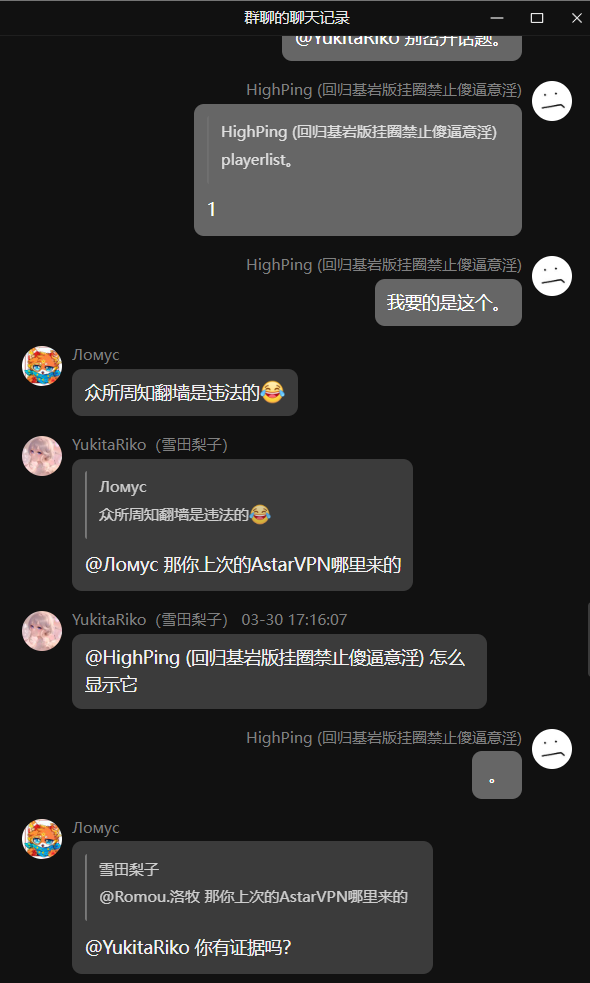 群聊的聊天记录
@YukitaRiko 别岔开话题。
HighPing (回归基岩版挂圈禁止傻逼意淫)
HighPing (回归基岩版挂圈禁止傻逼意淫)
playerlist。
1
HighPing (回归基岩版挂圈禁止傻逼意淫)
我要的是这个。
Ломус
众所周知翻墙是违法的😂
YukitaRiko（雪田梨子）
Ломус
众所周知翻墙是违法的😂
@Ломус 那你上次的AstarVPN哪里来的
YukitaRiko（雪田梨子） 03-30 17:16:07
@HighPing (回归基岩版挂圈禁止傻逼意淫) 怎么
显示它
HighPing (回归基岩版挂圈禁止傻逼意淫)
。
Ломус
雪田梨子
@Romou.洛牧 那你上次的AstarVPN哪里来的
@YukitaRiko 你有证据吗?